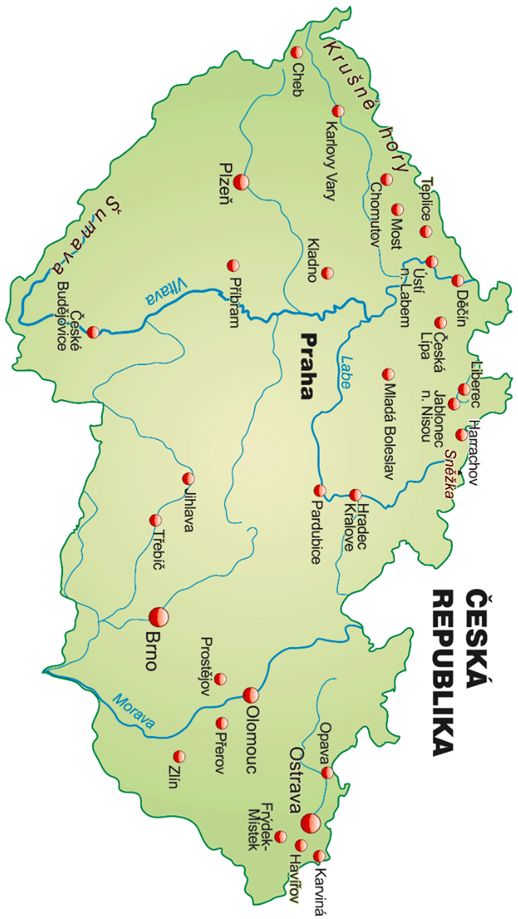 ČESKÁ
REPUBLIKA
Krušné hory
Cheb
Karlovy Vary
Chomutov
Most
Teplice
Ústí
n. Labem
Děčín
Česká
Lípa
Liberec
Jablonec
n. Nisou
Harrachov
Sněžka
Mladá Boleslav
Kladno
Labe
Praha
Plzeň
Příbram
Vltava
Šumava
České
Budějovice
Hradec
Králove
Pardubice
Jihlava
Třebíč
Brno
Prostějov
Olomouc
Přerov
Morava
Zlín
Opava
Ostrava
Frýdek-
Místek
Havířov
Karviná